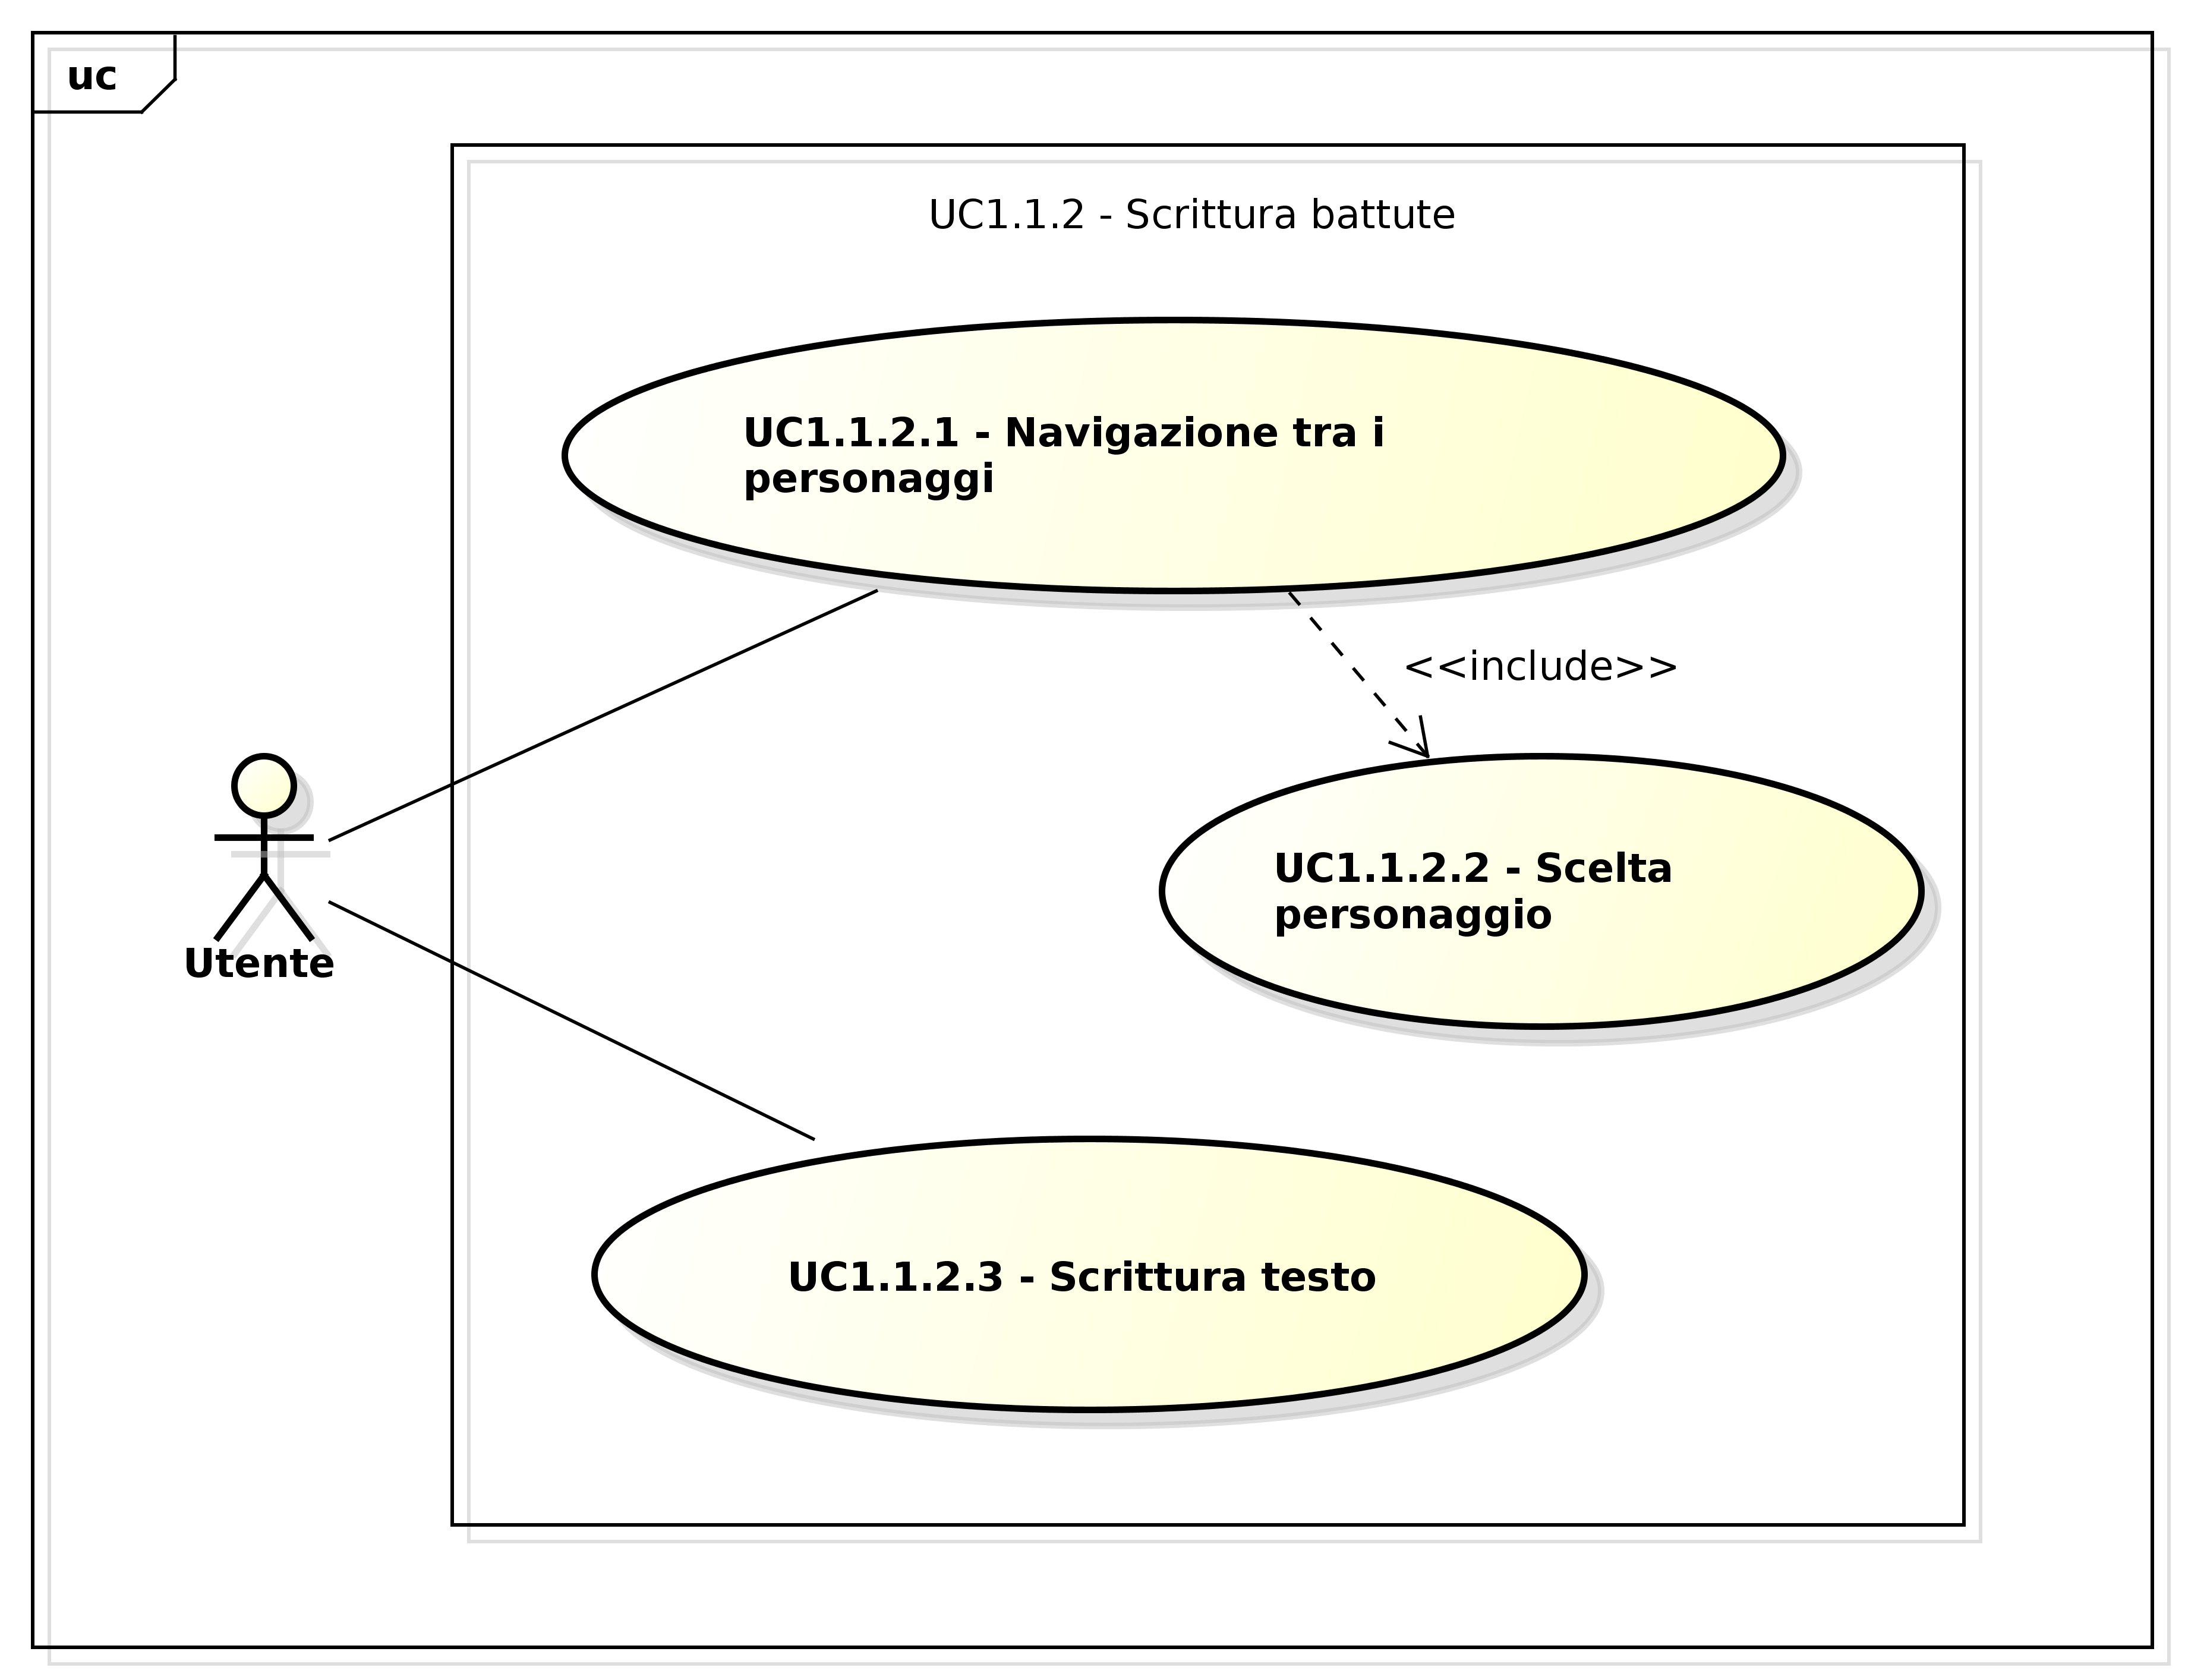 uc
UC1.1.2 - Scrittura battute
UC1.1.2.1 - Navigazione tra i
personaggi
<<include>>
UC1.1.2.2 - Scelta
personaggio
Utente
UC1.1.2.3 - Scrittura testo